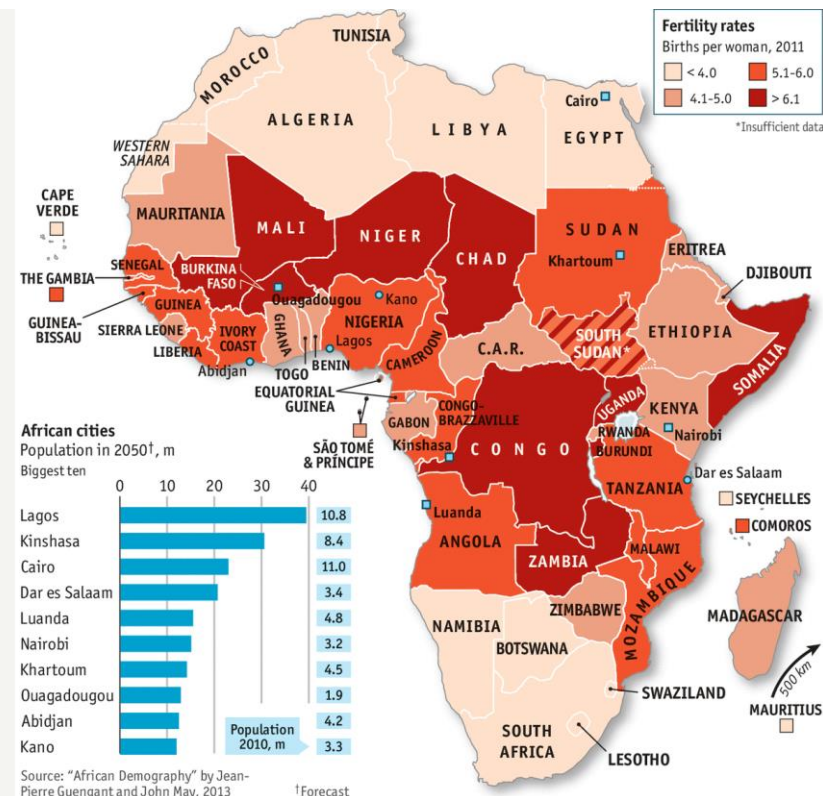 Fertility rates
Births per woman, 2011
< 4.0
5.1-6.0
4.1-5.0
> 6.1
*Insufficient data
TUNISIA
MOROCCO
ALGERIA
LIBYA
Cairo
EGYPT
WESTERN
SAHARA
CAPE
VERDE
MAURITANIA
MALI
NIGER
CHAD
SUDAN
Khartoum
ERITREA
DJIBOUTI
SENEGAL
THE GAMBIA
BURKINA
FASO
Ouagadougou
Kano
GUINEA-
BISSAU
GUINEA
SIERRA LEONE
LIBERIA
IVORY
COAST
Abidjan
GHANA
TOGO
BENIN
Lagos
NIGERIA
CAMEROON
C.A.R.
SOUTH
SUDAN*
ETHIOPIA
SOMALIA
EQUATORIAL
GUINEA
SÃO TOMÉ
& PRÍNCIPE
GABON
CONGO-
BRAZZAVILLE
Kinshasa
CONGO
UGANDA
RWANDA
BURUNDI
KENYA
Nairobi
TANZANIA
Dar es Salaam
SEYCHELLES
COMOROS
Luanda
ANGOLA
ZAMBIA
MALAWI
MOZAMBIQUE
ZIMBABWE
MADAGASCAR
NAMIBIA
BOTSWANA
SWAZILAND
500 km
MAURITIUS
SOUTH
AFRICA
LESOTHO
African cities
Population in 2050†, m
Biggest ten
0 10 20 30 40
Lagos 10.8
Kinshasa 8.4
Cairo 11.0
Dar es Salaam 3.4
Luanda 4.8
Nairobi 3.2
Khartoum 4.5
Ouagadougou 1.9
Abidjan 4.2
Kano 3.3
Population
2010, m
Source: "African Demography" by Jean-
Pierre Guengant and John May, 2013
†Forecast